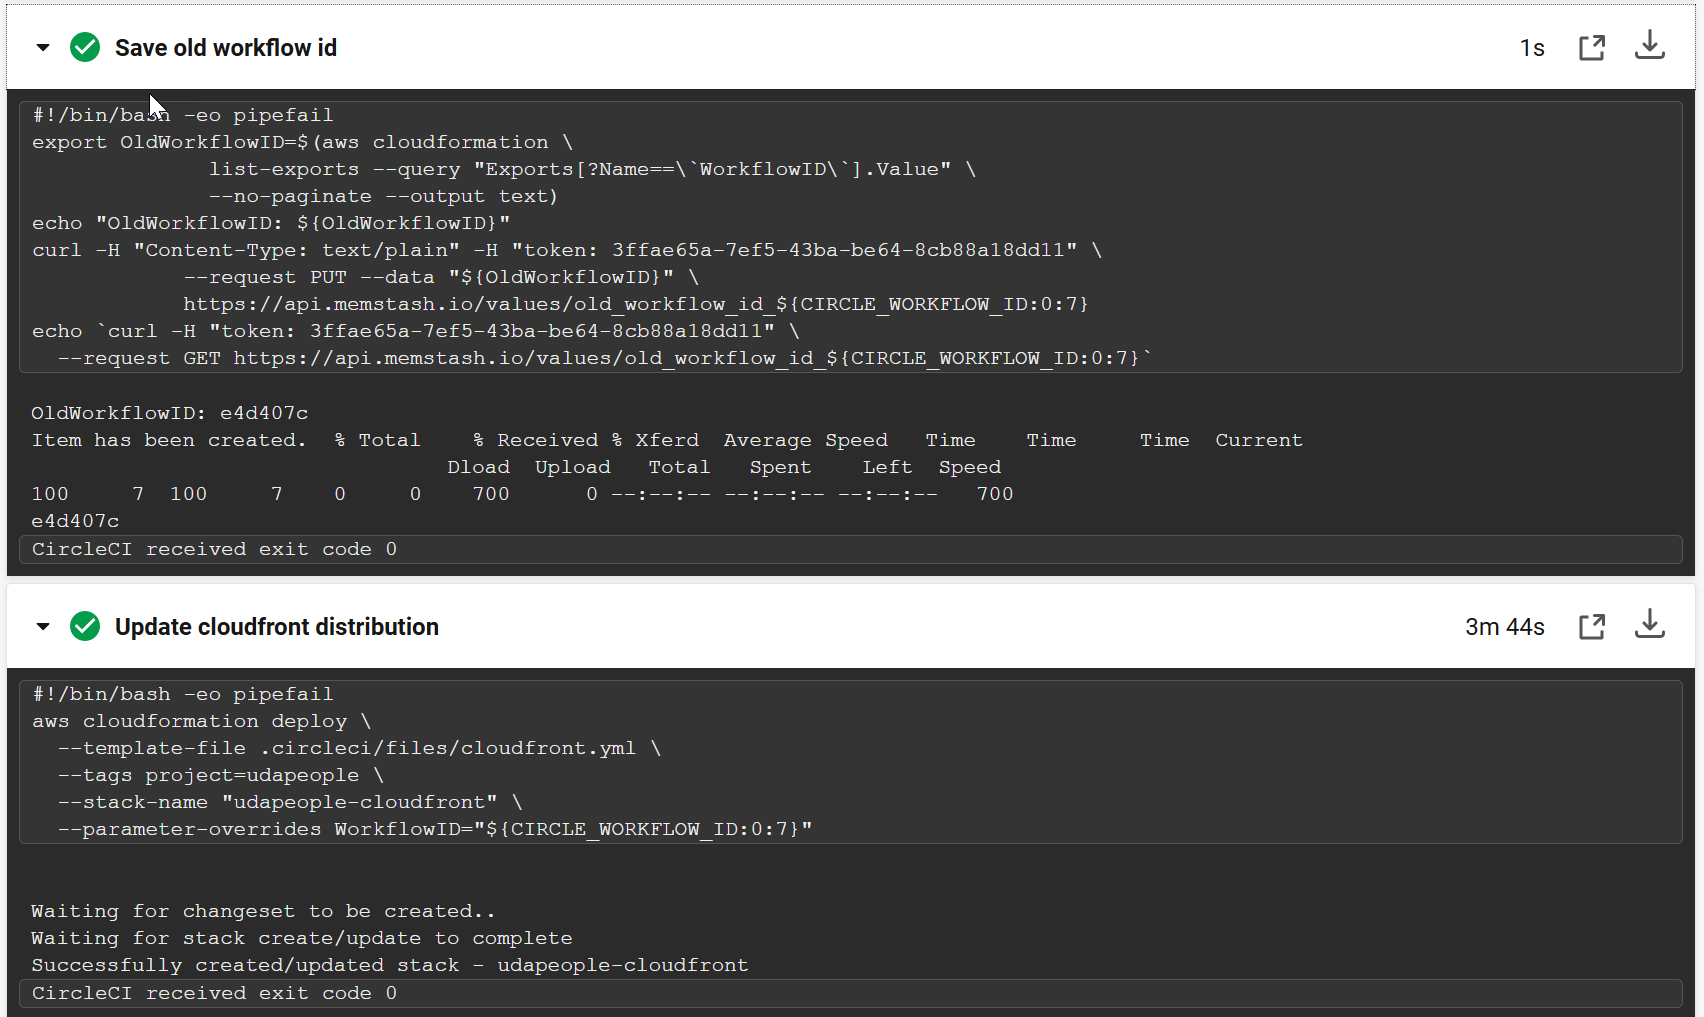 Save old workflow id 1s
#!/bin/bash -eo pipefail
export OldWorkflowID=$(aws cloudformation \
list-exports --query "Exports[?Name==\`WorkflowID\`].Value" \
--no-paginate --output text)
echo "OldWorkflowID: ${OldWorkflowID}"
curl -H "Content-Type: text/plain" -H "token: 3ffae65a-7ef5-43ba-be64-8cb88a18dd11" \
--request PUT --data "${OldWorkflowID}" \
https://api.memstash.io/values/old_workflow_id_${CIRCLE_WORKFLOW_ID:0:7}
echo `curl -H "token: 3ffae65a-7ef5-43ba-be64-8cb88a18dd11" \
--request GET https://api.memstash.io/values/old_workflow_id_${CIRCLE_WORKFLOW_ID:0:7}`
OldWorkflowID: e4d407c
Item has been created. % Total % Received % Xferd Average Speed Time Time Time Current
Dload Upload Total Spent Left Speed
100 7 100 7 0 0 700 0 --:--:-- --:--:-- --:--:-- 700
e4d407c
CircleCI received exit code 0
Update cloudfront distribution 3m 44s
#!/bin/bash -eo pipefail
aws cloudformation deploy \
--template-file .circleci/files/cloudfront.yml \
--tags project=udapeople \
--stack-name "udapeople-cloudfront" \
--parameter-overrides WorkflowID="${CIRCLE_WORKFLOW_ID:0:7}"
Waiting for changeset to be created..
Waiting for stack create/update to complete
Successfully created/updated stack - udapeople-cloudfront
CircleCI received exit code 0